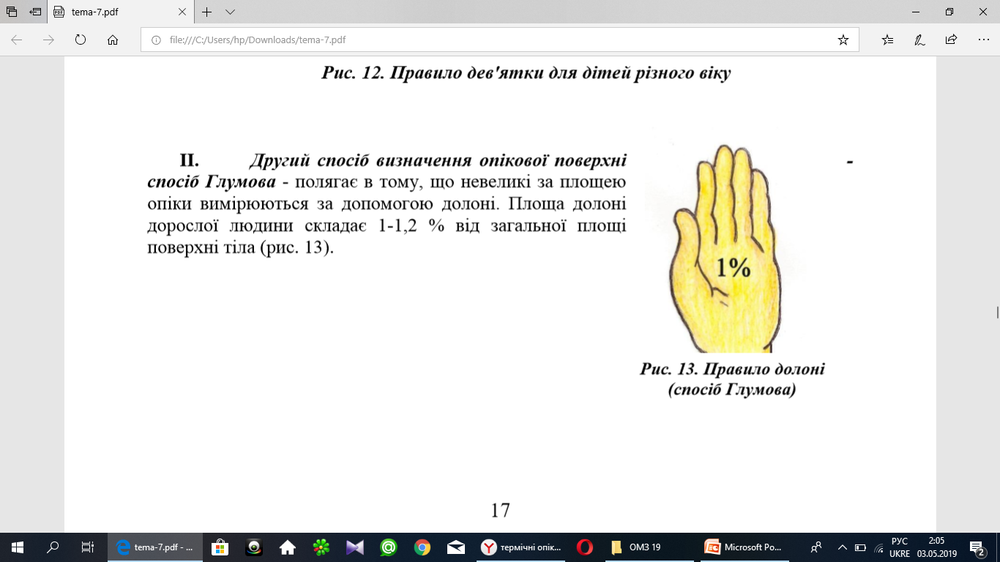 tema-7.pdf
file:///C:/Users/hp/Downloads/tema-7.pdf
Рис. 12. Правило дев'ятки для дітей різного віку
ІІ. Другий спосіб визначення опікової поверхні -
спосіб Глумова - полягає в тому, що невеликі за площею
опіки вимірюються за допомогою долоні. Площа долоні
дорослої людини складає 1-1,2 % від загальної площі
поверхні тіла (рис. 13).
1%
Рис. 13. Правило долоні
(спосіб Глумова)
17
tema-7.pdf - ...
термічні опік...
ОМЗ 19
Microsoft Po...
РУС
UKRE
2:05
03.05.2019
2